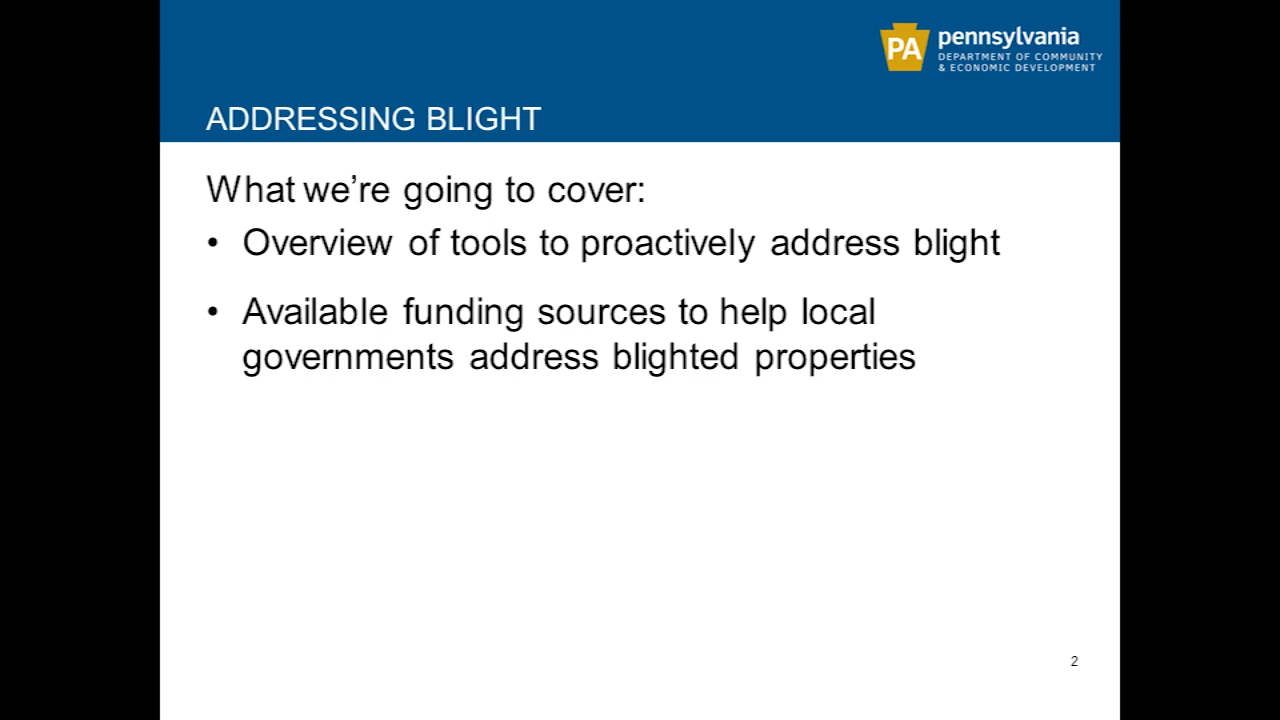 PA
pennsylvania
DEPARTMENT OF COMMUNITY
& ECONOMIC DEVELOPMENT
ADDRESSING BLIGHT
What we’re going to cover:
• Overview of tools to proactively address blight
• Available funding sources to help local
governments address blighted properties
2